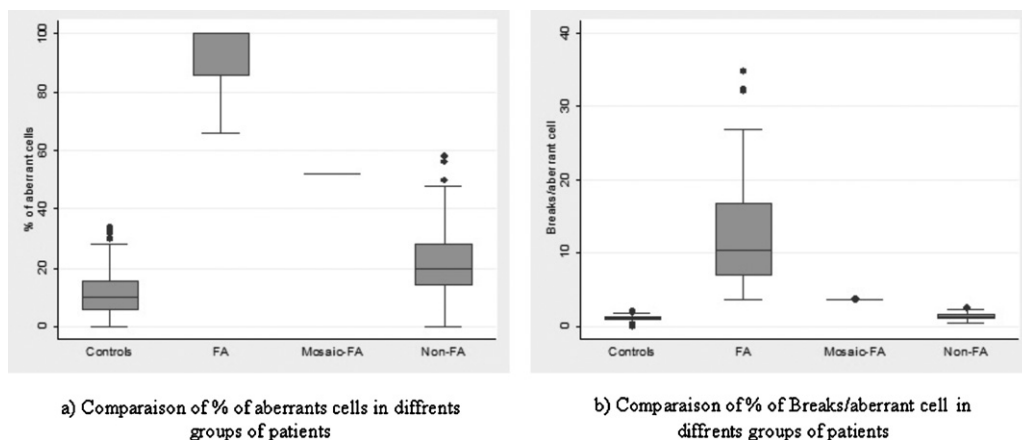 % of aberrant cells
100
80
60
40
20
0
Controls FA Mosaic-FA Non-FA
a) Comparaison of % of aberrants cells in diffrents
groups of patients
Breaks/aberrant cell
40
30
20
10
0
Controls FA Mosaic-FA Non-FA
b) Comparaison of % of Breaks/aberrant cell in
diffrents groups of patients